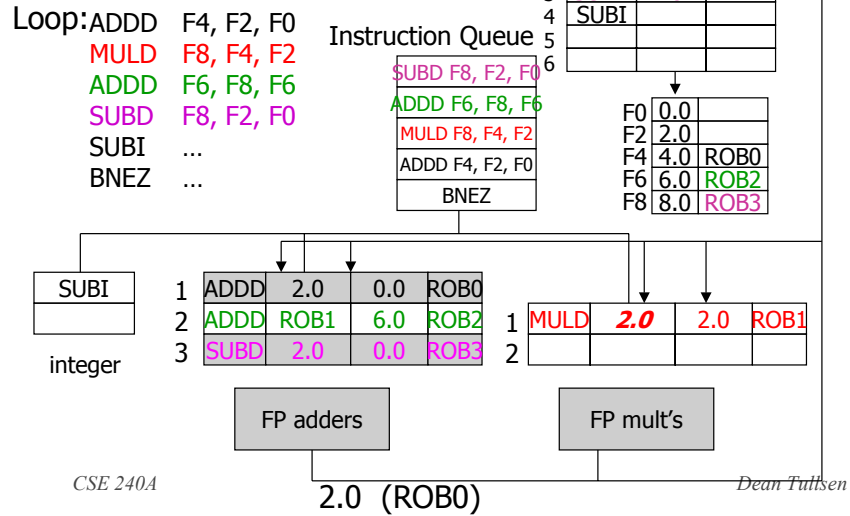 Loop: ADDD F4, F2, F0
MULD F8, F4, F2
ADDD F6, F8, F6
SUBD F8, F2, F0
SUBI ...
BNEZ ...
Instruction Queue
SUBD F8, F2, F0
ADDD F6, F8, F6
MULD F8, F4, F2
ADDD F4, F2, F0
BNEZ
4 SUBI
5
6
F0 0.0
F2 2.0
F4 4.0 ROB0
F6 6.0 ROB2
F8 8.0 ROB3
SUBI
integer
1 ADDD 2.0 0.0 ROB0
2 ADDD ROB1 6.0 ROB2
3 SUBD 2.0 0.0 ROB3
1 MULD 2.0 2.0 ROB1
2
FP adders
FP mult's
CSE 240A
2.0 (ROB0)
Dean Tullsen